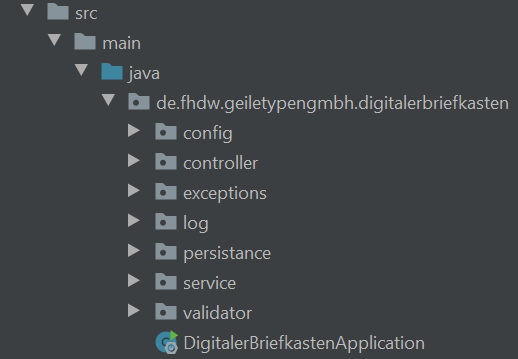 src
main
java
de.fhdw.geiletypengmbh.digitalerbriefkasten
config
controller
exceptions
log
persistance
service
validator
DigitalerBriefkastenApplication